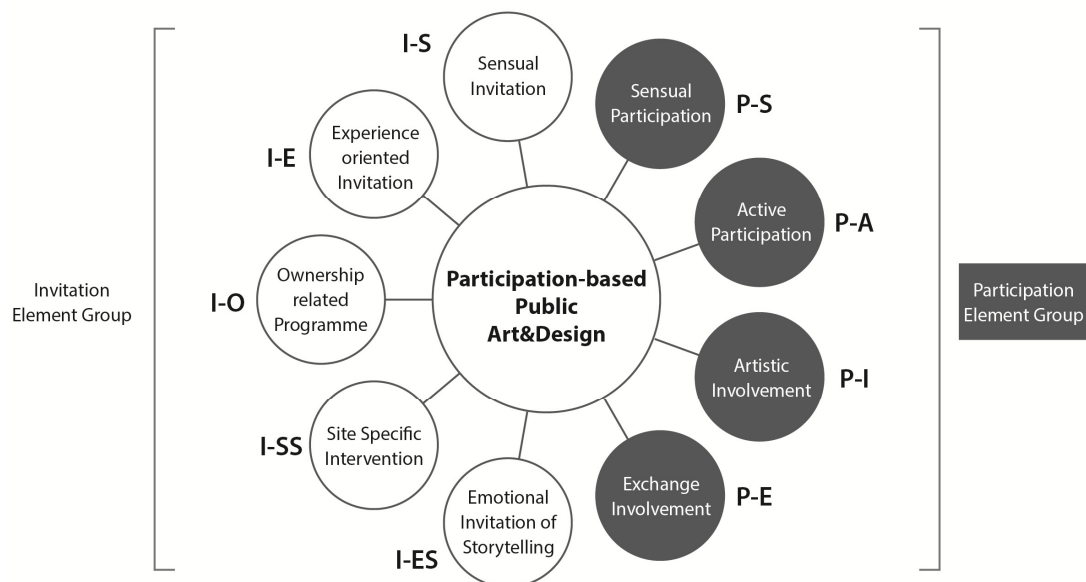 I-S
Sensual
Invitation
Sensual
Participation
P-S
I-E
Experience
oriented
Invitation
Active
Participation
P-A
Invitation
Element Group
I-O
Ownership
related
Programme
Participation-based
Public
Art&Design
Participation
Element Group
Artistic
Involvement
P-I
I-SS
Site Specific
Intervention
Exchange
Involvement
P-E
I-ES
Emotional
Invitation of
Storytelling